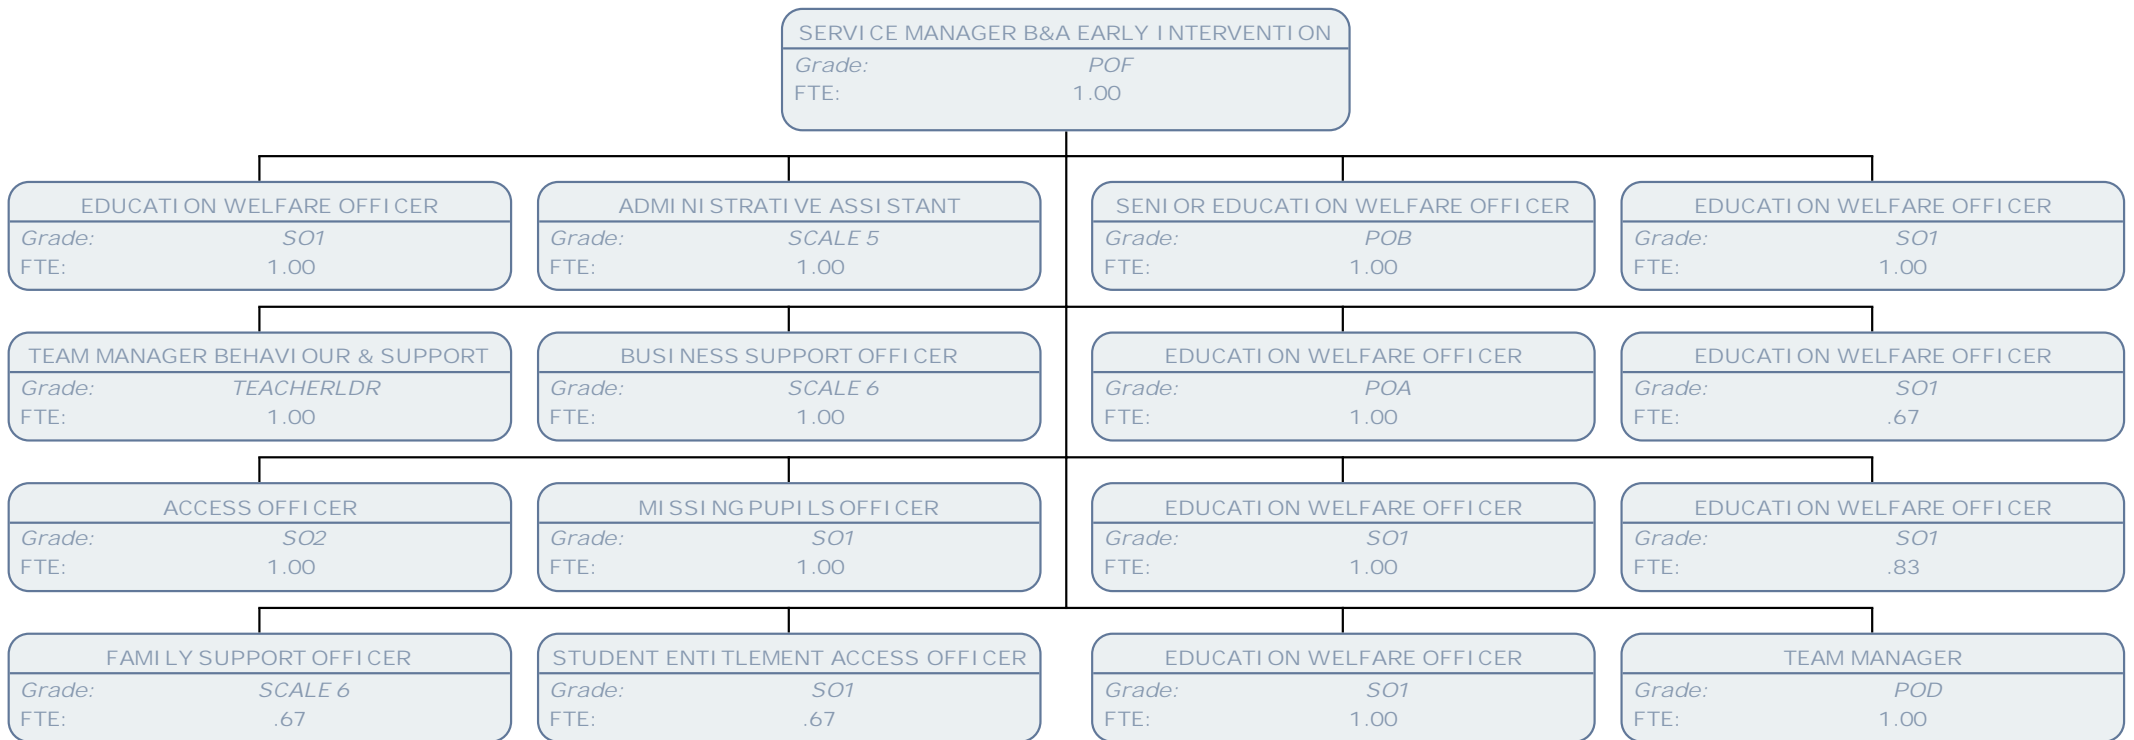 SERVICE MANAGER B&A EARLY INTERVENTION
Grade: POF
FTE: 1.00
EDUCATION WELFARE OFFICER
Grade: SO1
FTE: 1.00
ADMINISTRATIVE ASSISTANT
Grade: SCALE 5
FTE: 1.00
SENIOR EDUCATION WELFARE OFFICER
Grade: POB
FTE: 1.00
EDUCATION WELFARE OFFICER
Grade: SO1
FTE: 1.00
TEAM MANAGER BEHAVIOUR & SUPPORT
Grade: TEACHERLDR
FTE: 1.00
BUSINESS SUPPORT OFFICER
Grade: SCALE 6
FTE: 1.00
EDUCATION WELFARE OFFICER
Grade: POA
FTE: 1.00
EDUCATION WELFARE OFFICER
Grade: SO1
FTE: .67
ACCESS OFFICER
Grade: SO2
FTE: 1.00
MISSING PUPILS OFFICER
Grade: SO1
FTE: 1.00
EDUCATION WELFARE OFFICER
Grade: SO1
FTE: 1.00
EDUCATION WELFARE OFFICER
Grade: SO1
FTE: .83
FAMILY SUPPORT OFFICER
Grade: SCALE 6
FTE: .67
STUDENT ENTITLEMENT ACCESS OFFICER
Grade: SO1
FTE: .67
EDUCATION WELFARE OFFICER
Grade: SO1
FTE: 1.00
TEAM MANAGER
Grade: POD
FTE: 1.00